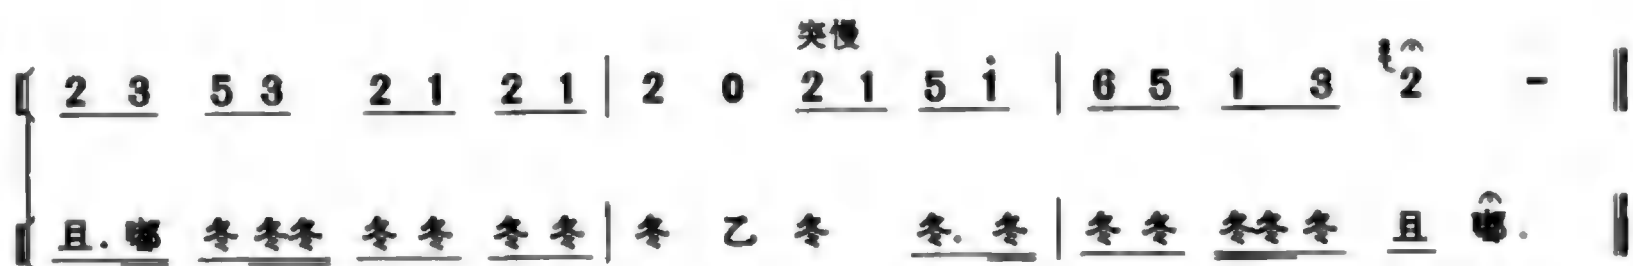 突慢
2 3 5 3 2 1 2 1 | 2 0 2 1 5 i | 6 5 1 3 2 -
且. 嘟 冬 冬冬 冬 冬 冬 冬 | 冬 乙 冬 冬. 冬 | 冬 冬 冬冬 冬 且 嘟.